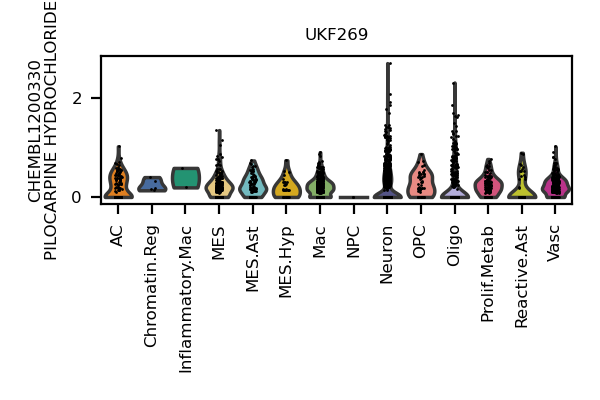 UKF269
CHEMBL1200330
PILOCARPINE HYDROCHLORIDE
2
0
AC
Chromatin.Reg
Inflammatory.Mac
MES
MES.Ast
MES.Hyp
Mac
NPC
Neuron
OPC
Oligo
Prolif.Metab
Reactive.Ast
Vasc